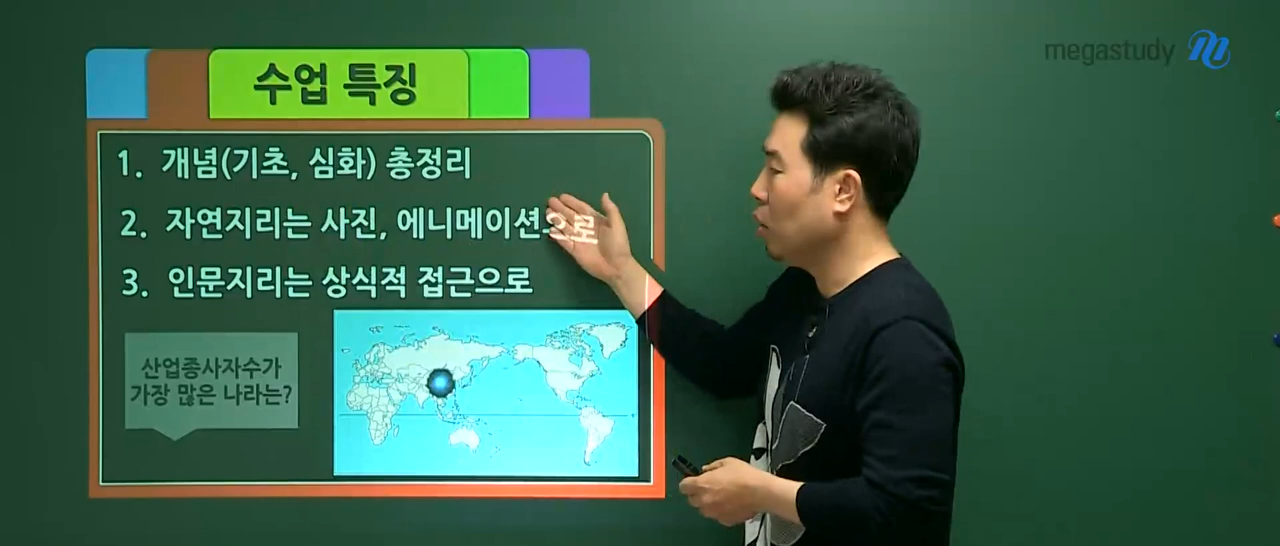 megastudy
수업 특징
1. 개념(기초, 심화) 총정리
2. 자연지리는 사진, 에니메이션으로
3. 인문지리는 상식적 접근으로
산업종사자수가
가장 많은 나라는?